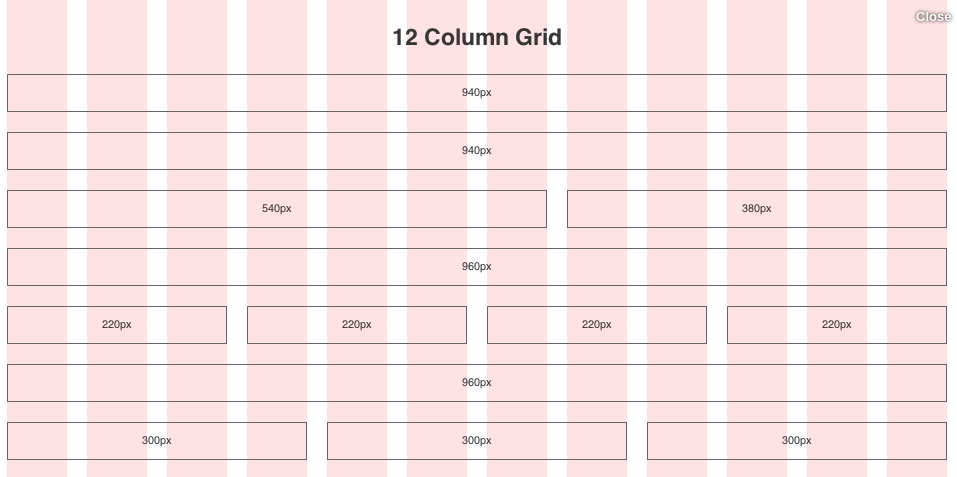 Close
12 Column Grid
940px
940px
540px 380px
960px
220px 220px 220px 220px
960px
300px 300px 300px